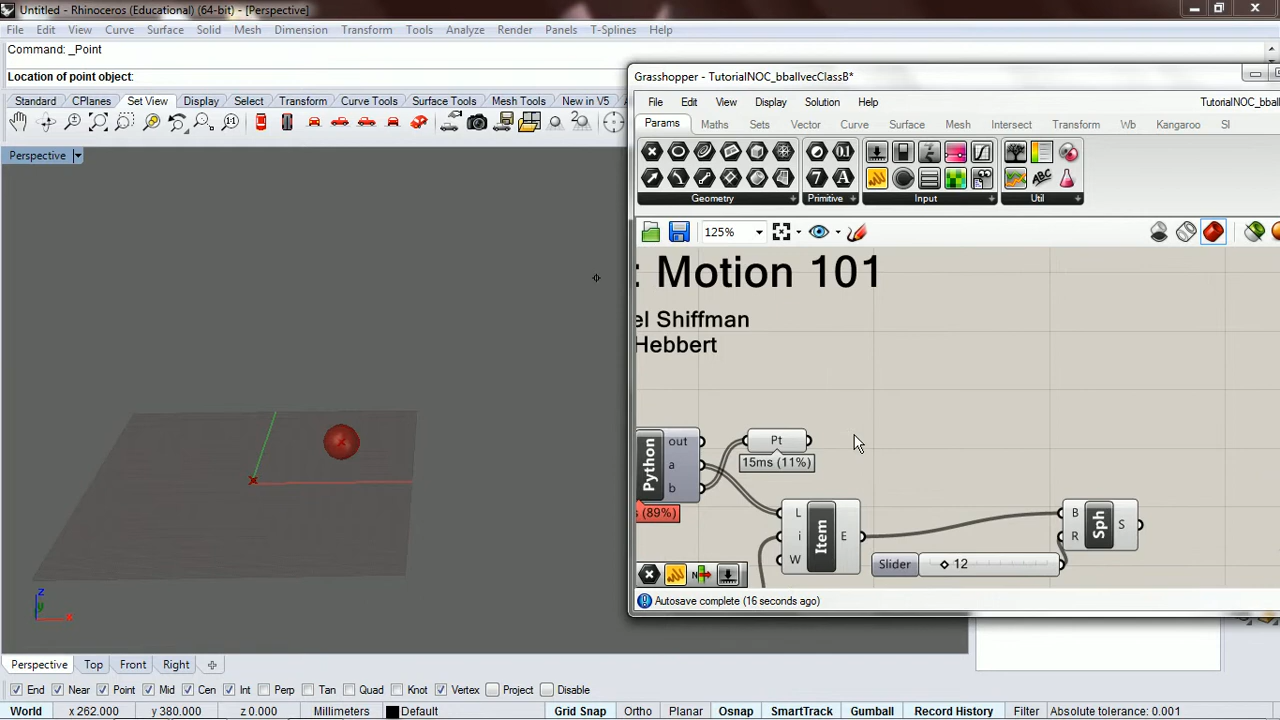 Untitled - Rhinoceros (Educational) (64-bit) - [Perspective]
File Edit View Curve Surface Solid Mesh Dimension Transform Tools Analyze Render Panels T-Splines Help
Command: _Point
Location of point object:
Standard CPlanes Set View Display Select Transform Curve Tools Surface Tools Mesh Tools New in V5
Perspective
Grasshopper - TutorialNOC_bballvecClassB*
File Edit View Display Solution Help
Params Maths Sets Vector Curve Surface Mesh Intersect Transform Wb Kangaroo SI
Geometry Primitive Input Util
125%
: Motion 101
el Shiffman
Hebbert
Python out a b
Pt
15ms (11%)
s (89%)
L i W Item E
Slider 12
B R Sph S
Autosave complete (16 seconds ago)
z y x
Perspective Top Front Right
End Near Point Mid Cen Int Perp Tan Quad Knot Vertex Project Disable
World x 262.000 y 380.000 z 0.000 Millimeters Default Grid Snap Ortho Planar Osnap SmartTrack Gumball Record History Filter Absolute tolerance: 0.001